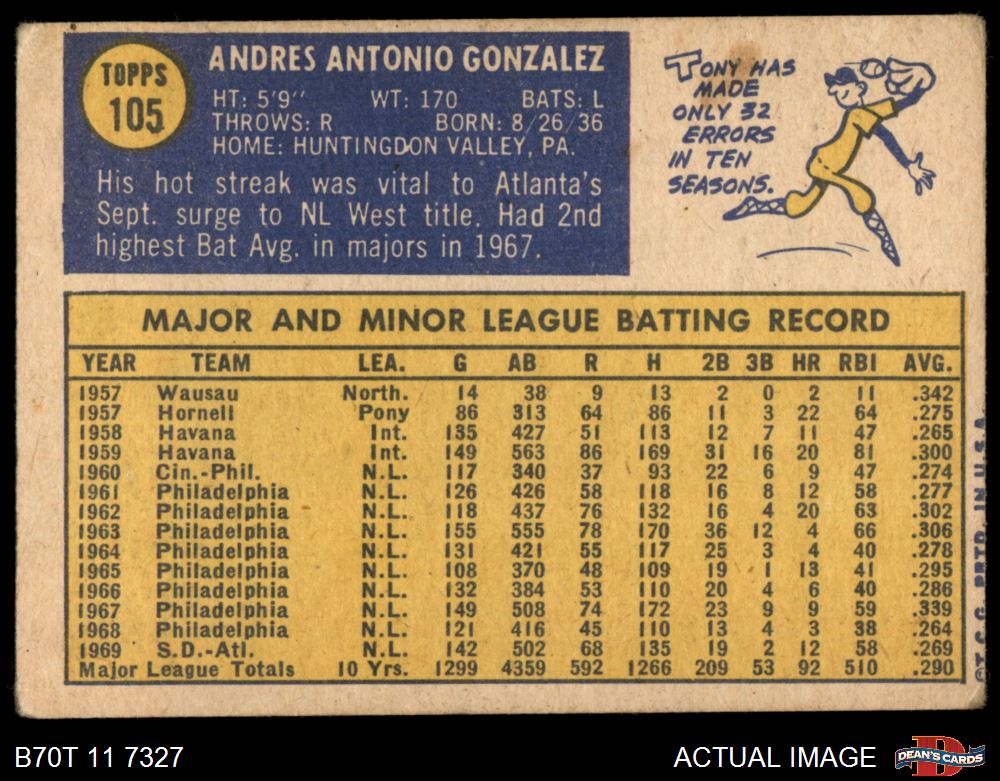 TOPPS
105
ANDRES ANTONIO GONZALEZ
HT: 5'9" WT: 170 BATS: L
THROWS: R BORN: 8/26/36
HOME: HUNTINGDON VALLEY, PA.
His hot streak was vital to Atlanta's
Sept. surge to NL West title. Had 2nd
highest Bat Avg. in majors in 1967.
TONY HAS
MADE
ONLY 32
ERRORS
IN TEN
SEASONS.
MAJOR AND MINOR LEAGUE BATTING RECORD
YEAR TEAM LEA. G AB R H 2B 3B HR RBI AVG.
1957 Wausau North. 14 38 9 13 2 0 2 11 .342
1957 Hornell Pony 86 313 64 86 11 3 22 64 .275
1958 Havana Int. 135 427 51 113 12 7 11 47 .265
1959 Havana Int. 149 563 86 169 31 16 20 81 .300
1960 Cin.-Phil. N.L. 117 340 37 93 22 6 9 47 .274
1961 Philadelphia N.L. 126 426 58 118 16 8 12 58 .277
1962 Philadelphia N.L. 118 437 76 132 16 4 20 63 .302
1963 Philadelphia N.L. 155 555 78 170 36 12 4 66 .306
1964 Philadelphia N.L. 131 421 55 117 25 3 4 40 .278
1965 Philadelphia N.L. 108 370 48 109 19 1 13 41 .295
1966 Philadelphia N.L. 132 384 53 110 20 4 6 40 .286
1967 Philadelphia N.L. 149 508 74 172 23 9 9 59 .339
1968 Philadelphia N.L. 121 416 45 110 13 4 3 38 .264
1969 S.D.-Atl. N.L. 142 502 68 135 19 2 12 58 .269
Major League Totals 10 Yrs. 1299 4359 592 1266 209 53 92 510 .290
©T.C.G. PRTD. IN U.S.A.
B70T 11 7327
ACTUAL IMAGE
DEAN'S CARDS